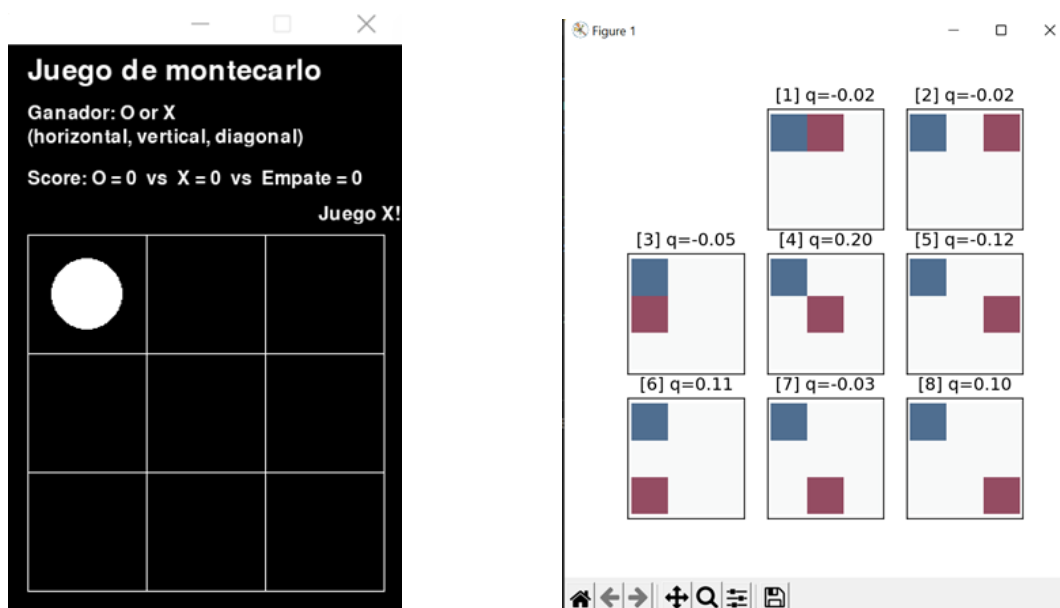 Juego de montecarlo
Ganador: O or X
(horizontal, vertical, diagonal)
Score: O = 0 vs X = 0 vs Empate = 0
Juego X!
Figure 1
[1] q=-0.02
[2] q=-0.02
[3] q=-0.05
[4] q=0.20
[5] q=-0.12
[6] q=0.11
[7] q=-0.03
[8] q=0.10